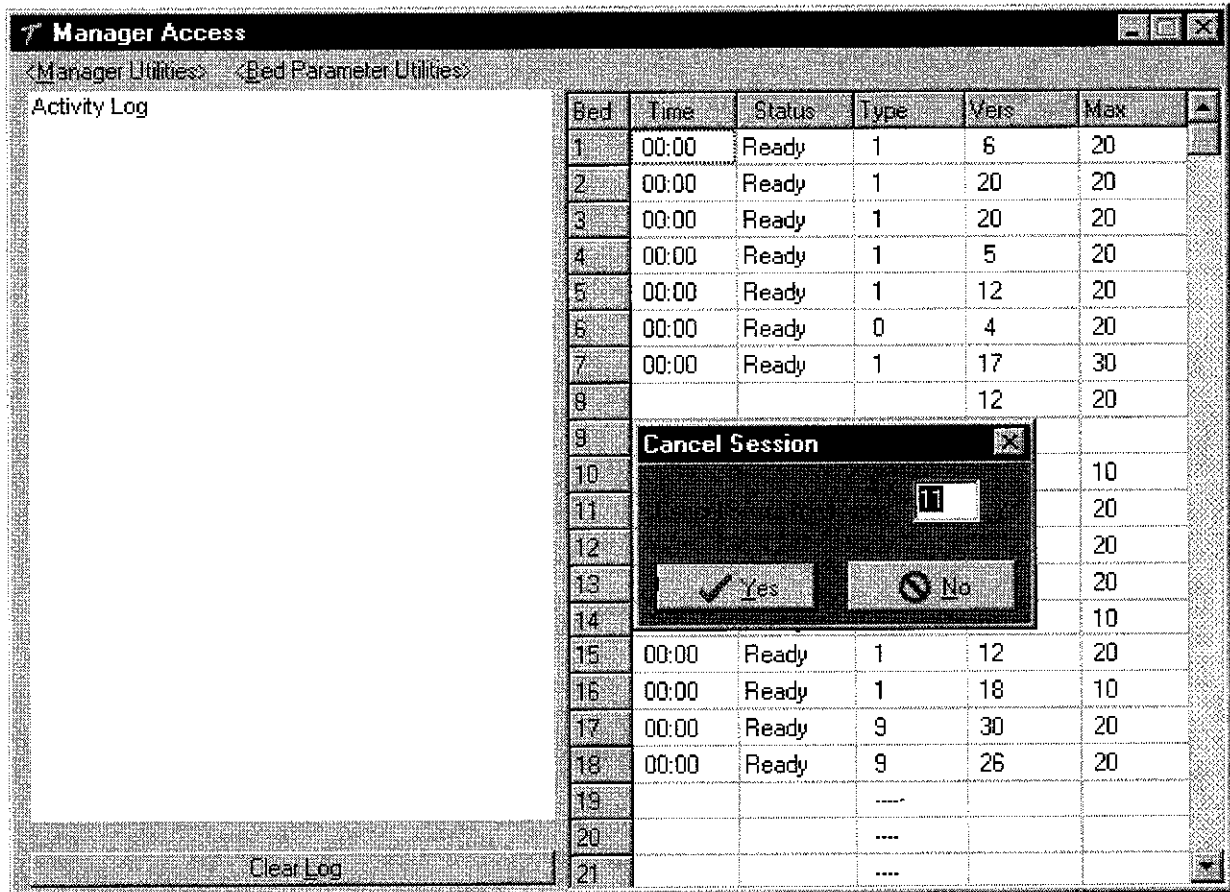 Manager Access
<Manager Utilities> <Bed Parameter Utilities>
Activity Log
Bed Time Status Type Vers Max
1 00:00 Ready 1 6 20
2 00:00 Ready 1 20 20
3 00:00 Ready 1 20 20
4 00:00 Ready 1 5 20
5 00:00 Ready 1 12 20
6 00:00 Ready 0 4 20
7 00:00 Ready 1 17 30
8 12 20
9
10 10
11 20
12 20
13 20
14 10
Cancel Session
11
Yes No
15 00:00 Ready 1 12 20
16 00:00 Ready 1 18 10
17 00:00 Ready 9 30 20
18 00:00 Ready 9 26 20
19 ----
20 ----
21 ----
Clear Log